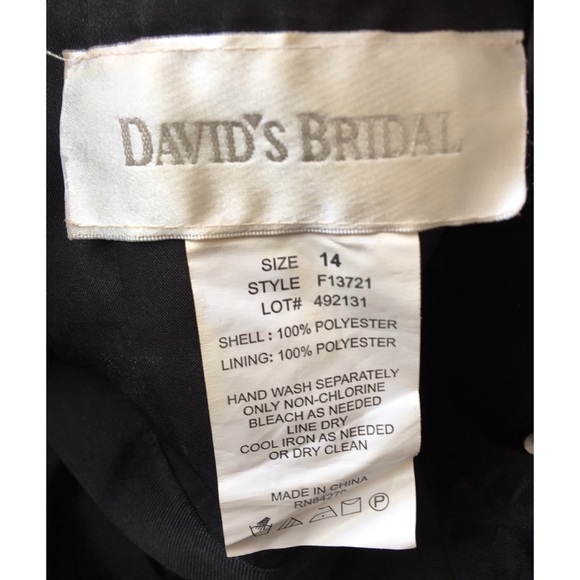 DAVID'S BRIDAL
SIZE 14
STYLE F13721
LOT# 492131
SHELL : 100% POLYESTER
LINING: 100% POLYESTER
HAND WASH SEPARATELY
ONLY NON-CHLORINE
BLEACH AS NEEDED
LINE DRY
COOL IRON AS NEEDED
OR DRY CLEAN
MADE IN CHINA
P